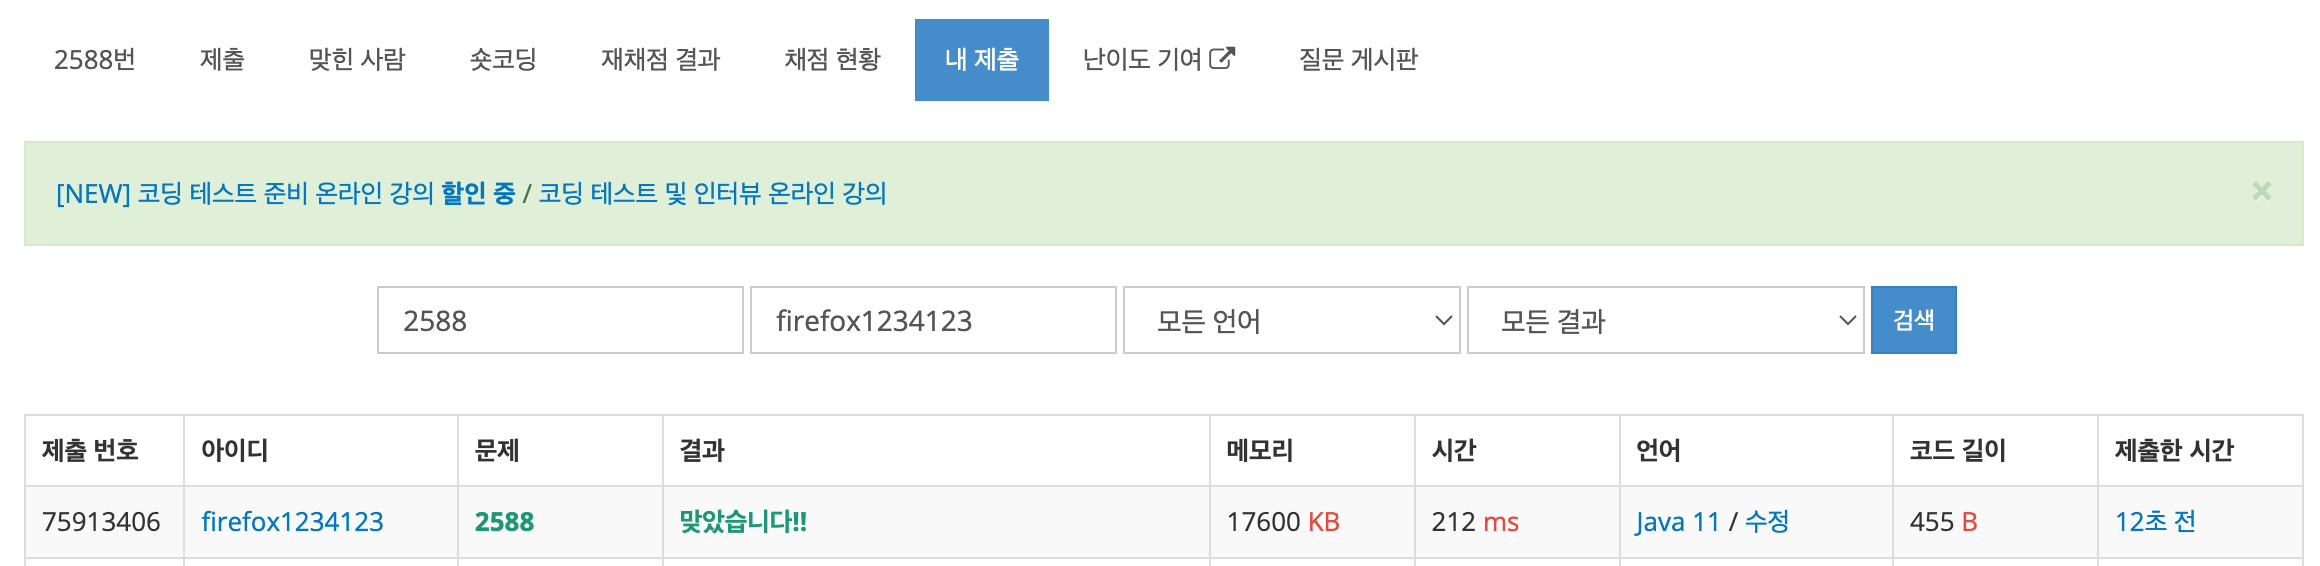 2588번 제출 맞힌 사람 숏코딩 재채점 결과 채점 현황 내 제출 난이도 기여 질문 게시판
[NEW] 코딩 테스트 준비 온라인 강의 할인 중 / 코딩 테스트 및 인터뷰 온라인 강의 ×
2588 firefox1234123 모든 언어 모든 결과 검색
제출 번호 아이디 문제 결과 메모리 시간 언어 코드 길이 제출한 시간
75913406 firefox1234123 2588 맞았습니다!! 17600 KB 212 ms Java 11 / 수정 455 B 12초 전